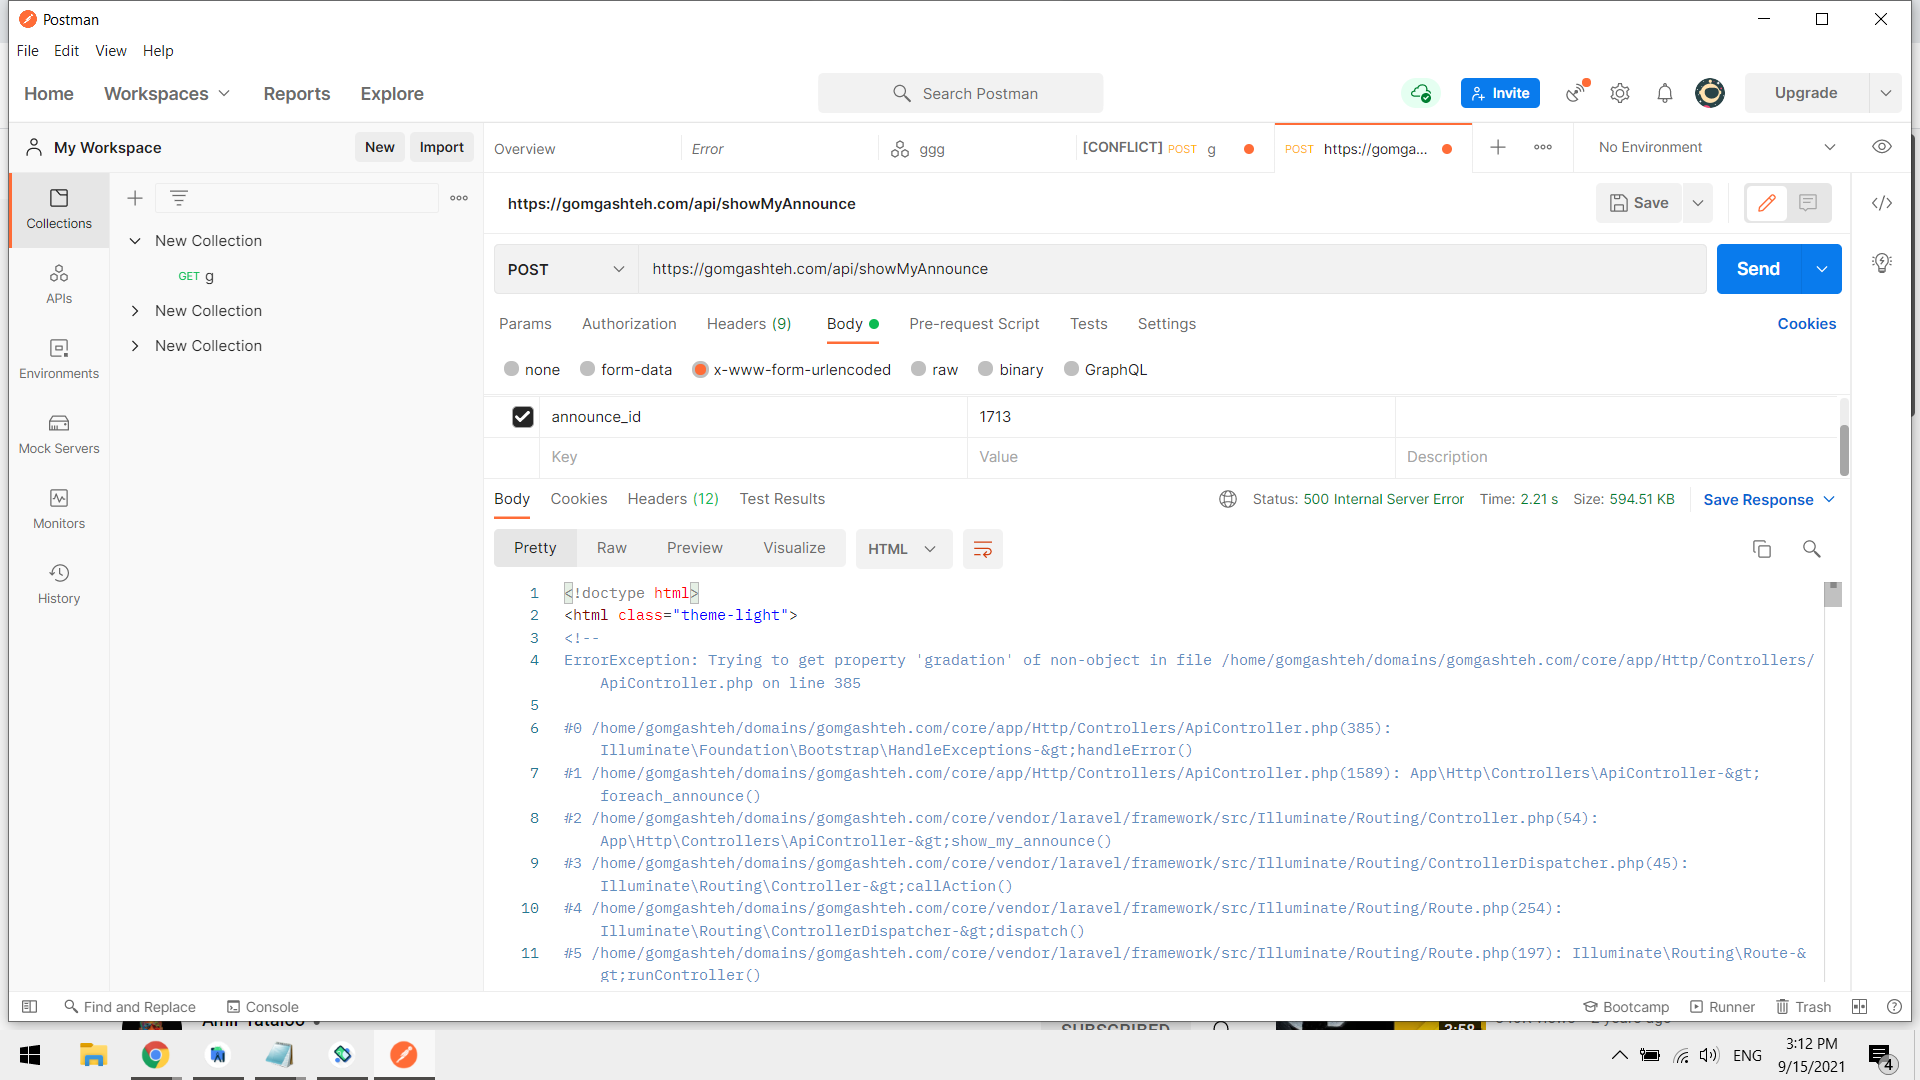 Postman
File Edit View Help
Home Workspaces Reports Explore
Search Postman
Invite
Upgrade
My Workspace
New
Import
Overview
Error
ggg
[CONFLICT] POST g
POST https://gomga...
No Environment
Collections
APIs
Environments
Mock Servers
Monitors
History
New Collection
GET g
New Collection
New Collection
https://gomgashteh.com/api/showMyAnnounce
Save
POST
https://gomgashteh.com/api/showMyAnnounce
Send
Params Authorization Headers (9) Body Pre-request Script Tests Settings
Cookies
none form-data x-www-form-urlencoded raw binary GraphQL
announce_id 1713
Key Value Description
Body Cookies Headers (12) Test Results
Status: 500 Internal Server Error Time: 2.21 s Size: 594.51 KB
Save Response
Pretty Raw Preview Visualize
HTML
1 <!doctype html>
2 <html class="theme-light">
3 <!--
4 ErrorException: Trying to get property 'gradation' of non-object in file /home/gomgashteh/domains/gomgashteh.com/core/app/Http/Controllers/
ApiController.php on line 385
5
6 #0 /home/gomgashteh/domains/gomgashteh.com/core/app/Http/Controllers/ApiController.php(385):
Illuminate\Foundation\Bootstrap\HandleExceptions-&gt;handleError()
7 #1 /home/gomgashteh/domains/gomgashteh.com/core/app/Http/Controllers/ApiController.php(1589): App\Http\Controllers\ApiController-&gt;
foreach_announce()
8 #2 /home/gomgashteh/domains/gomgashteh.com/core/vendor/laravel/framework/src/Illuminate/Routing/Controller.php(54):
App\Http\Controllers\ApiController-&gt;show_my_announce()
9 #3 /home/gomgashteh/domains/gomgashteh.com/core/vendor/laravel/framework/src/Illuminate/Routing/ControllerDispatcher.php(45):
Illuminate\Routing\Controller-&gt;callAction()
10 #4 /home/gomgashteh/domains/gomgashteh.com/core/vendor/laravel/framework/src/Illuminate/Routing/Route.php(254):
Illuminate\Routing\ControllerDispatcher-&gt;dispatch()
11 #5 /home/gomgashteh/domains/gomgashteh.com/core/vendor/laravel/framework/src/Illuminate/Routing/Route.php(197): Illuminate\Routing\Route-&
gt;runController()
Find and Replace
Console
Bootcamp
Runner
Trash
SUBSCRIBED
3:58
ENG
3:12 PM
9/15/2021
4